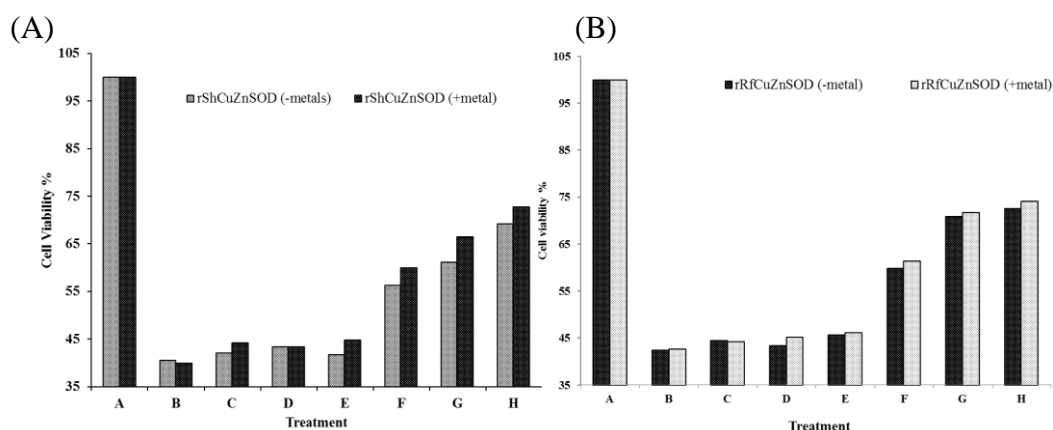 (A)
105
95
85
75
65
55
45
35
Cell Viability %
rShCuZnSOD (-metals)
rShCuZnSOD (+metal)
A B C D E F G H
Treatment
(B)
105
95
85
75
65
55
45
35
Cell viability %
rRfCuZnSOD (-metal)
rRfCuZnSOD (+metal)
A B C D E F G H
Treatment